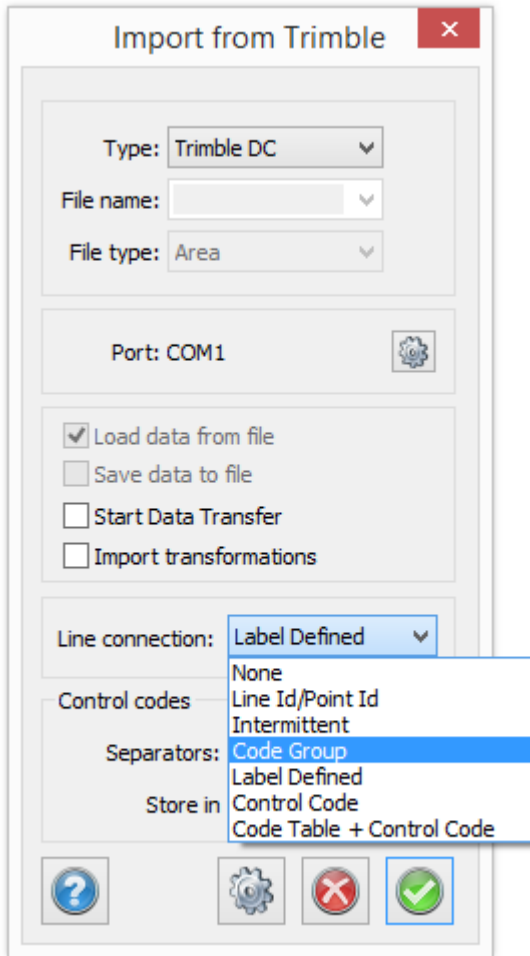 Import from Trimble
Type: Trimble DC
File name:
File type: Area
Port: COM1
Load data from file
Save data to file
Start Data Transfer
Import transformations
Line connection: Label Defined
None
Line Id/Point Id
Intermittent
Code Group
Label Defined
Control Code
Code Table + Control Code
Control codes
Separators:
Store in